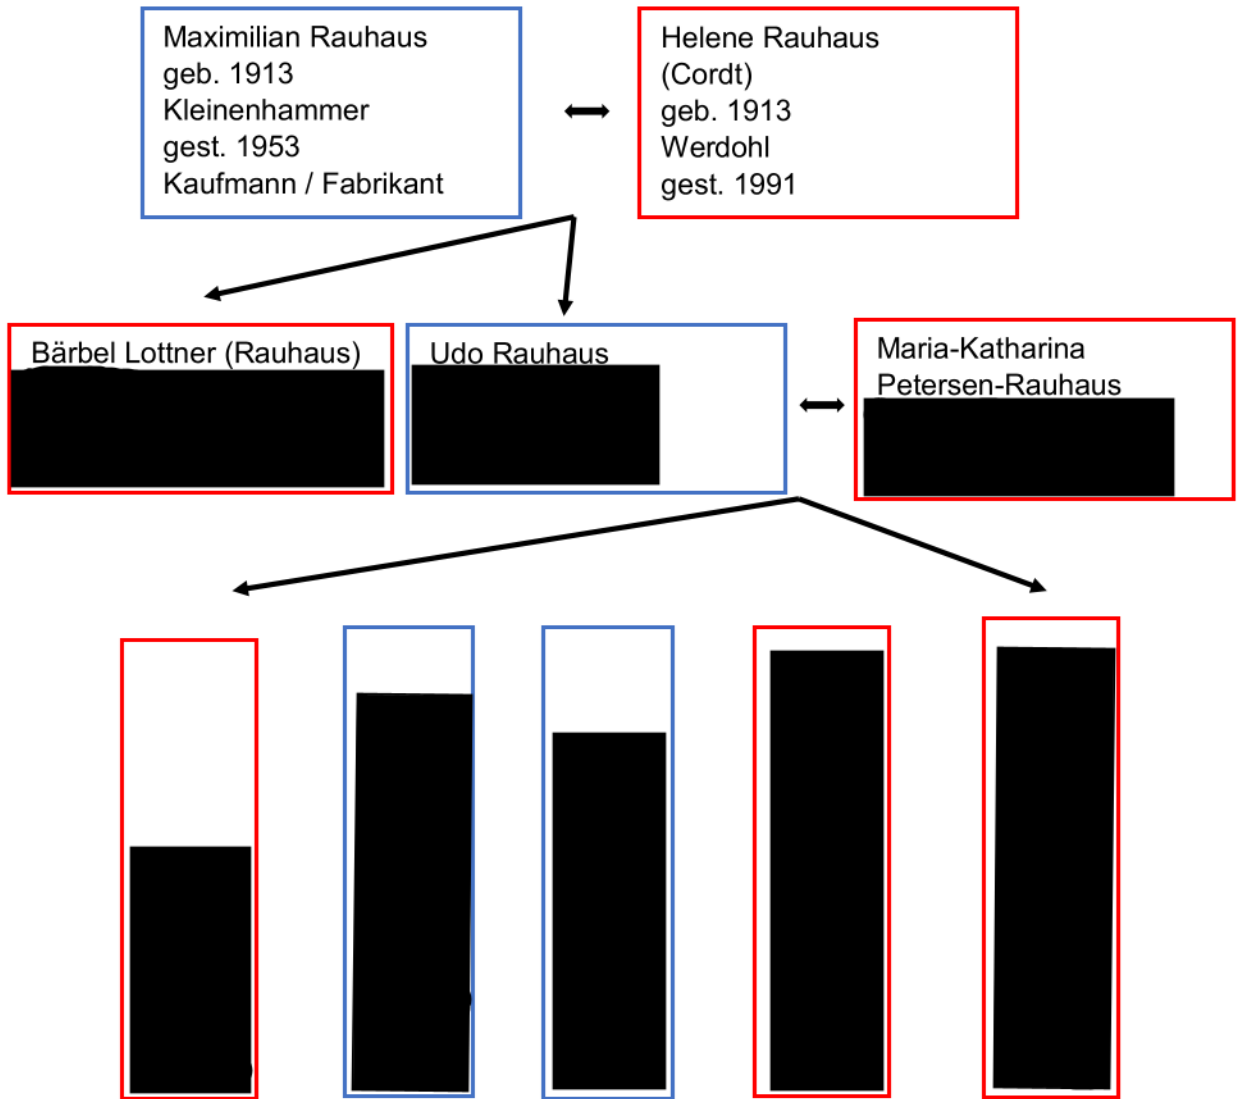 Maximilian Rauhaus
geb. 1913
Kleinenhammer
gest. 1953
Kaufmann / Fabrikant
Helene Rauhaus
(Cordt)
geb. 1913
Werdohl
gest. 1991
Bärbel Lottner (Rauhaus)
Udo Rauhaus
Maria-Katharina
Petersen-Rauhaus